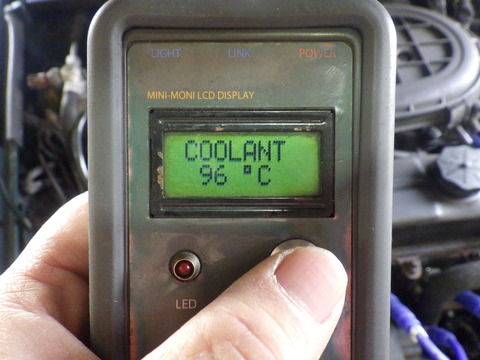 LIGHT LINK POWER
MINI-MONI LCD DISPLAY
COOLANT
96 °C
LED